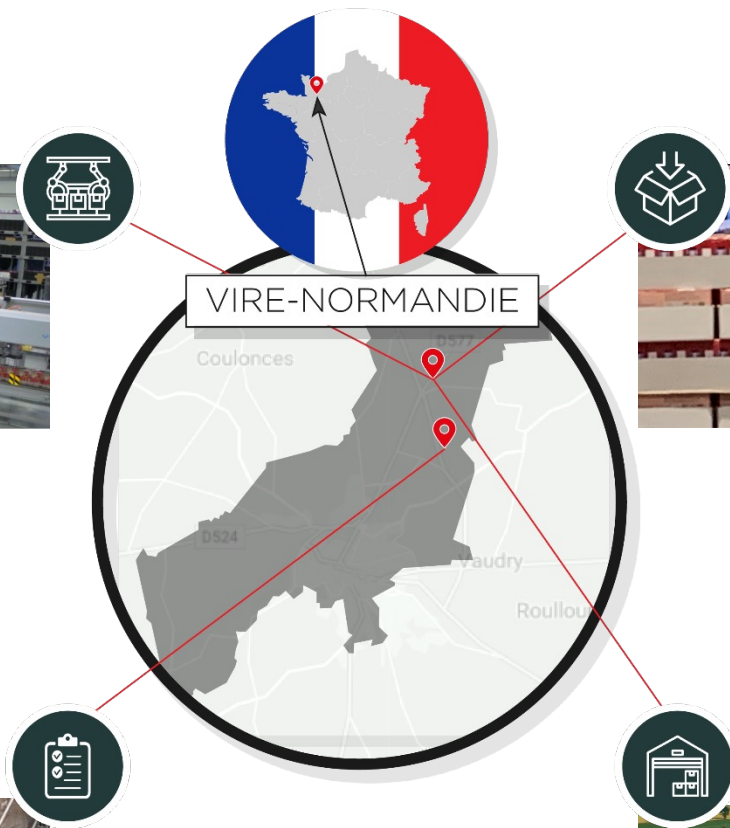 VIRE-NORMANDIE
D577
Coulonces
D524
Vaudry
Roullou